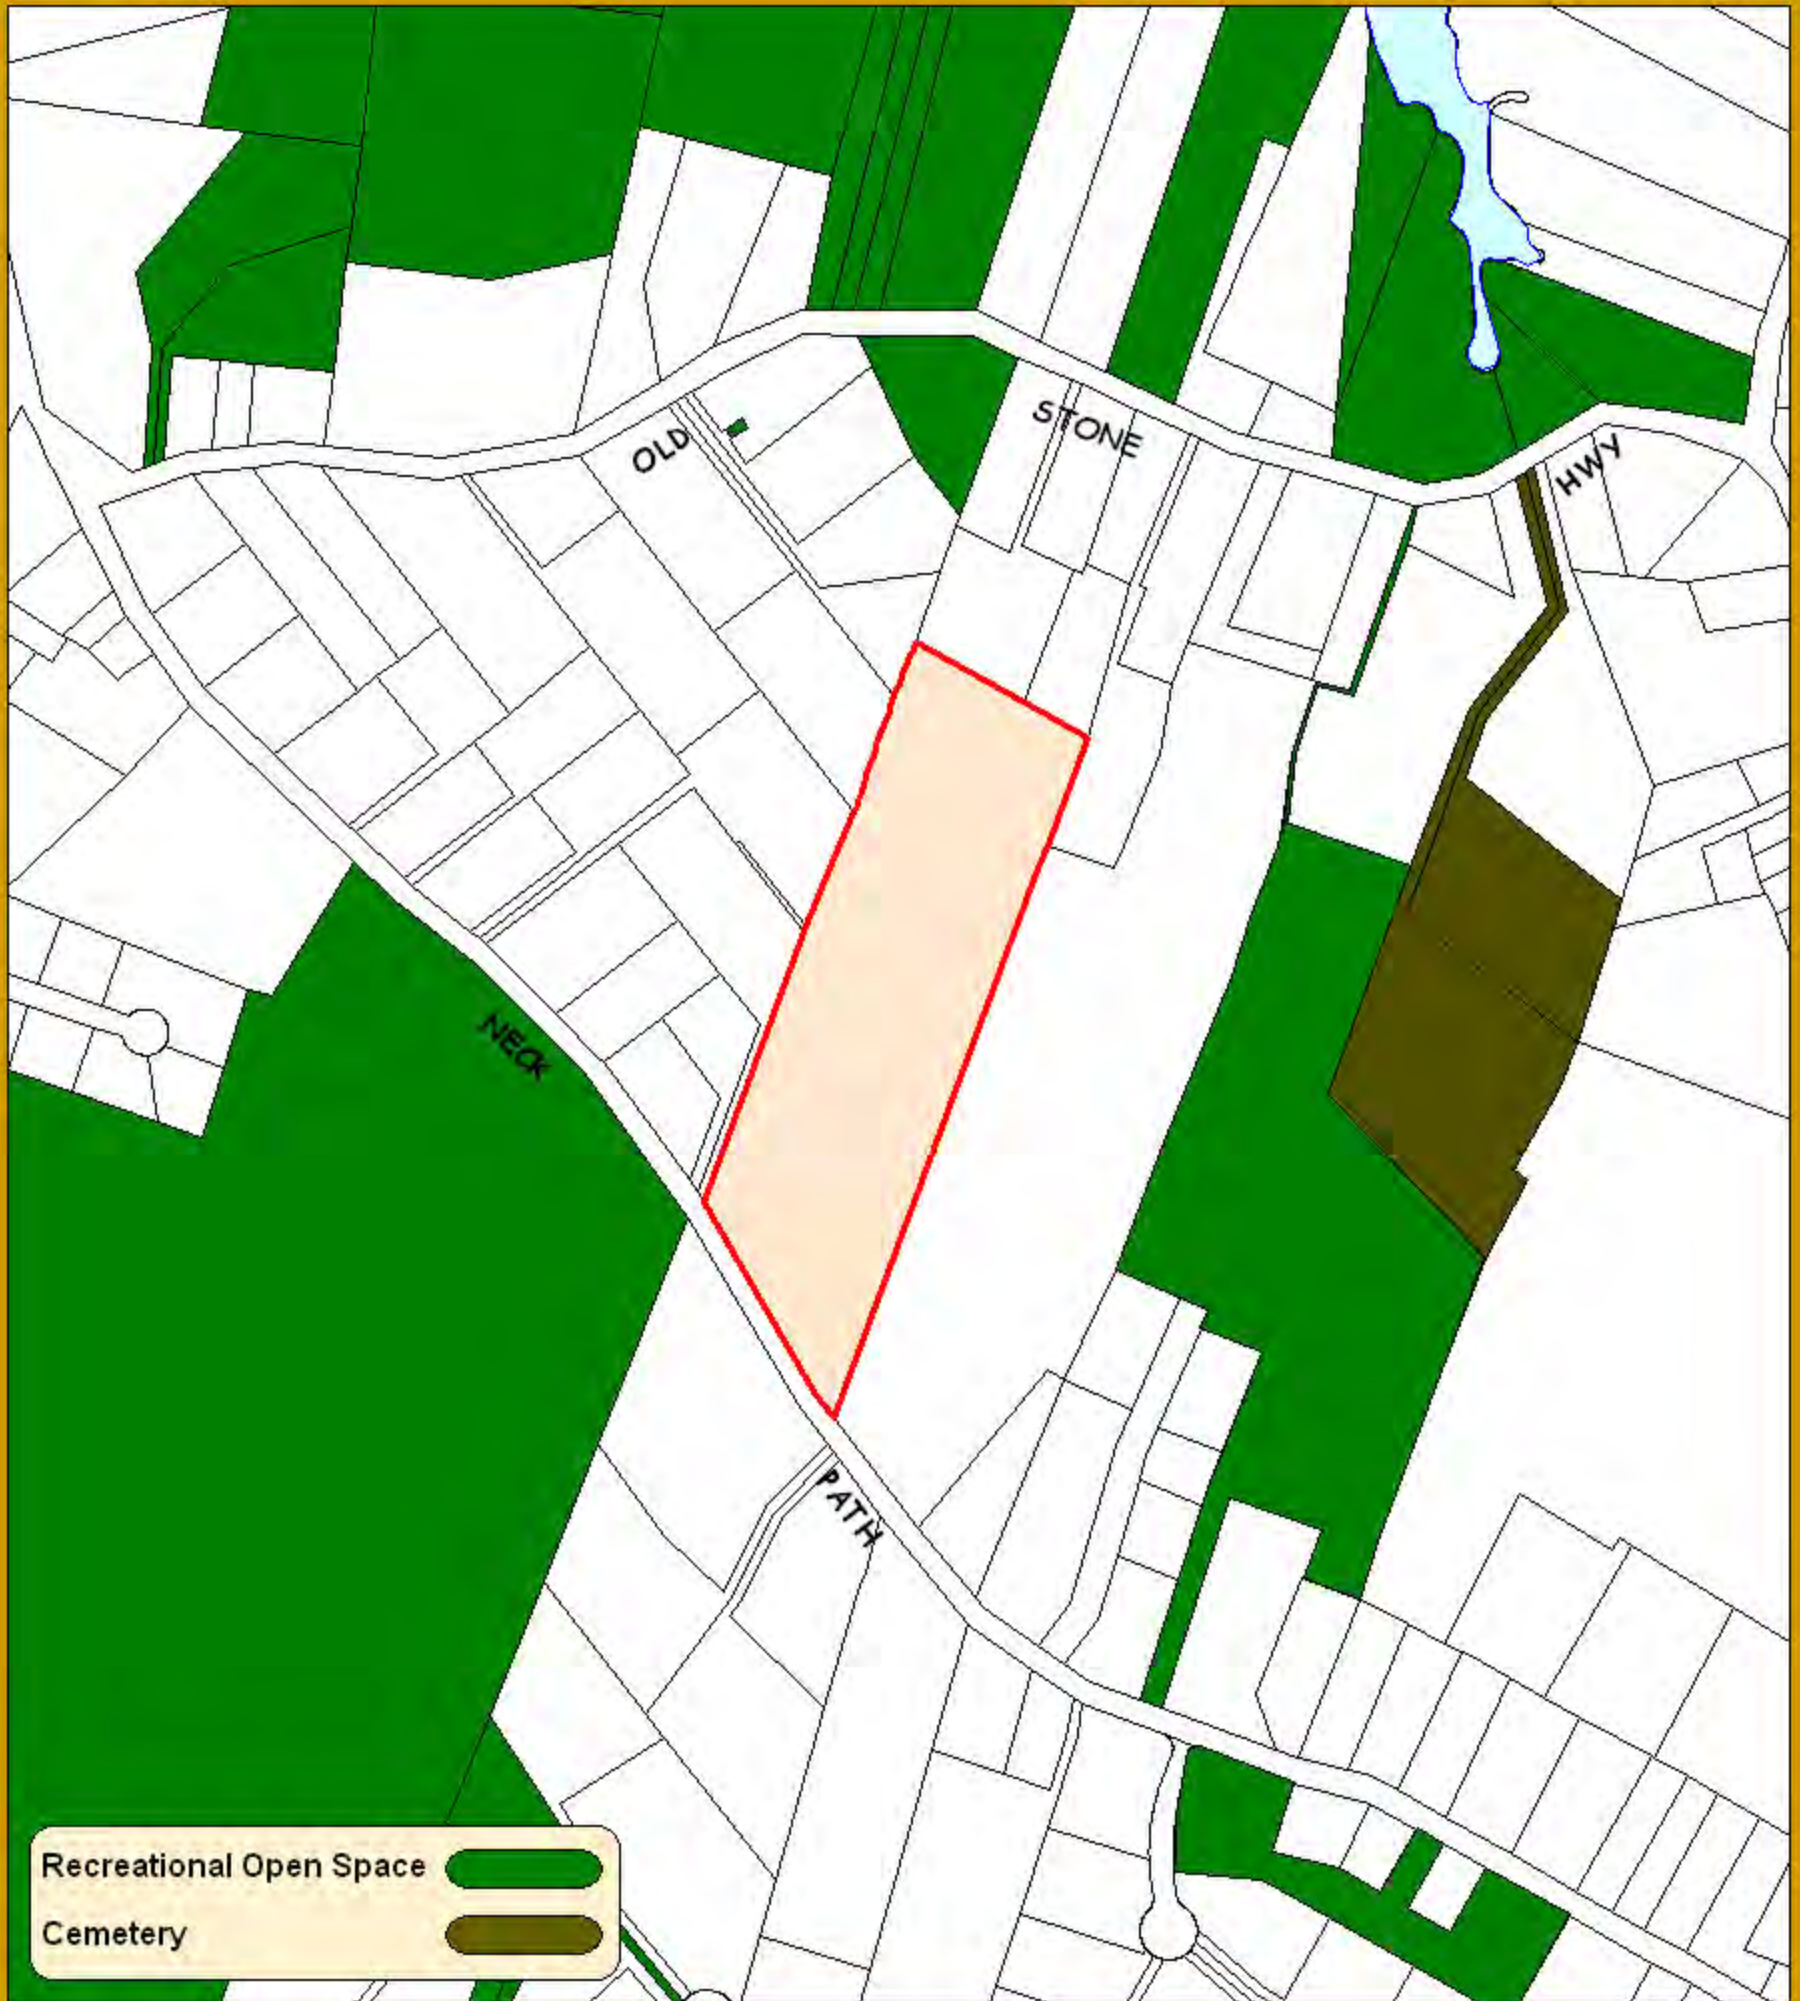 STONE
OLD
HWY
NECK
PATH
Recreational Open Space
Cemetery